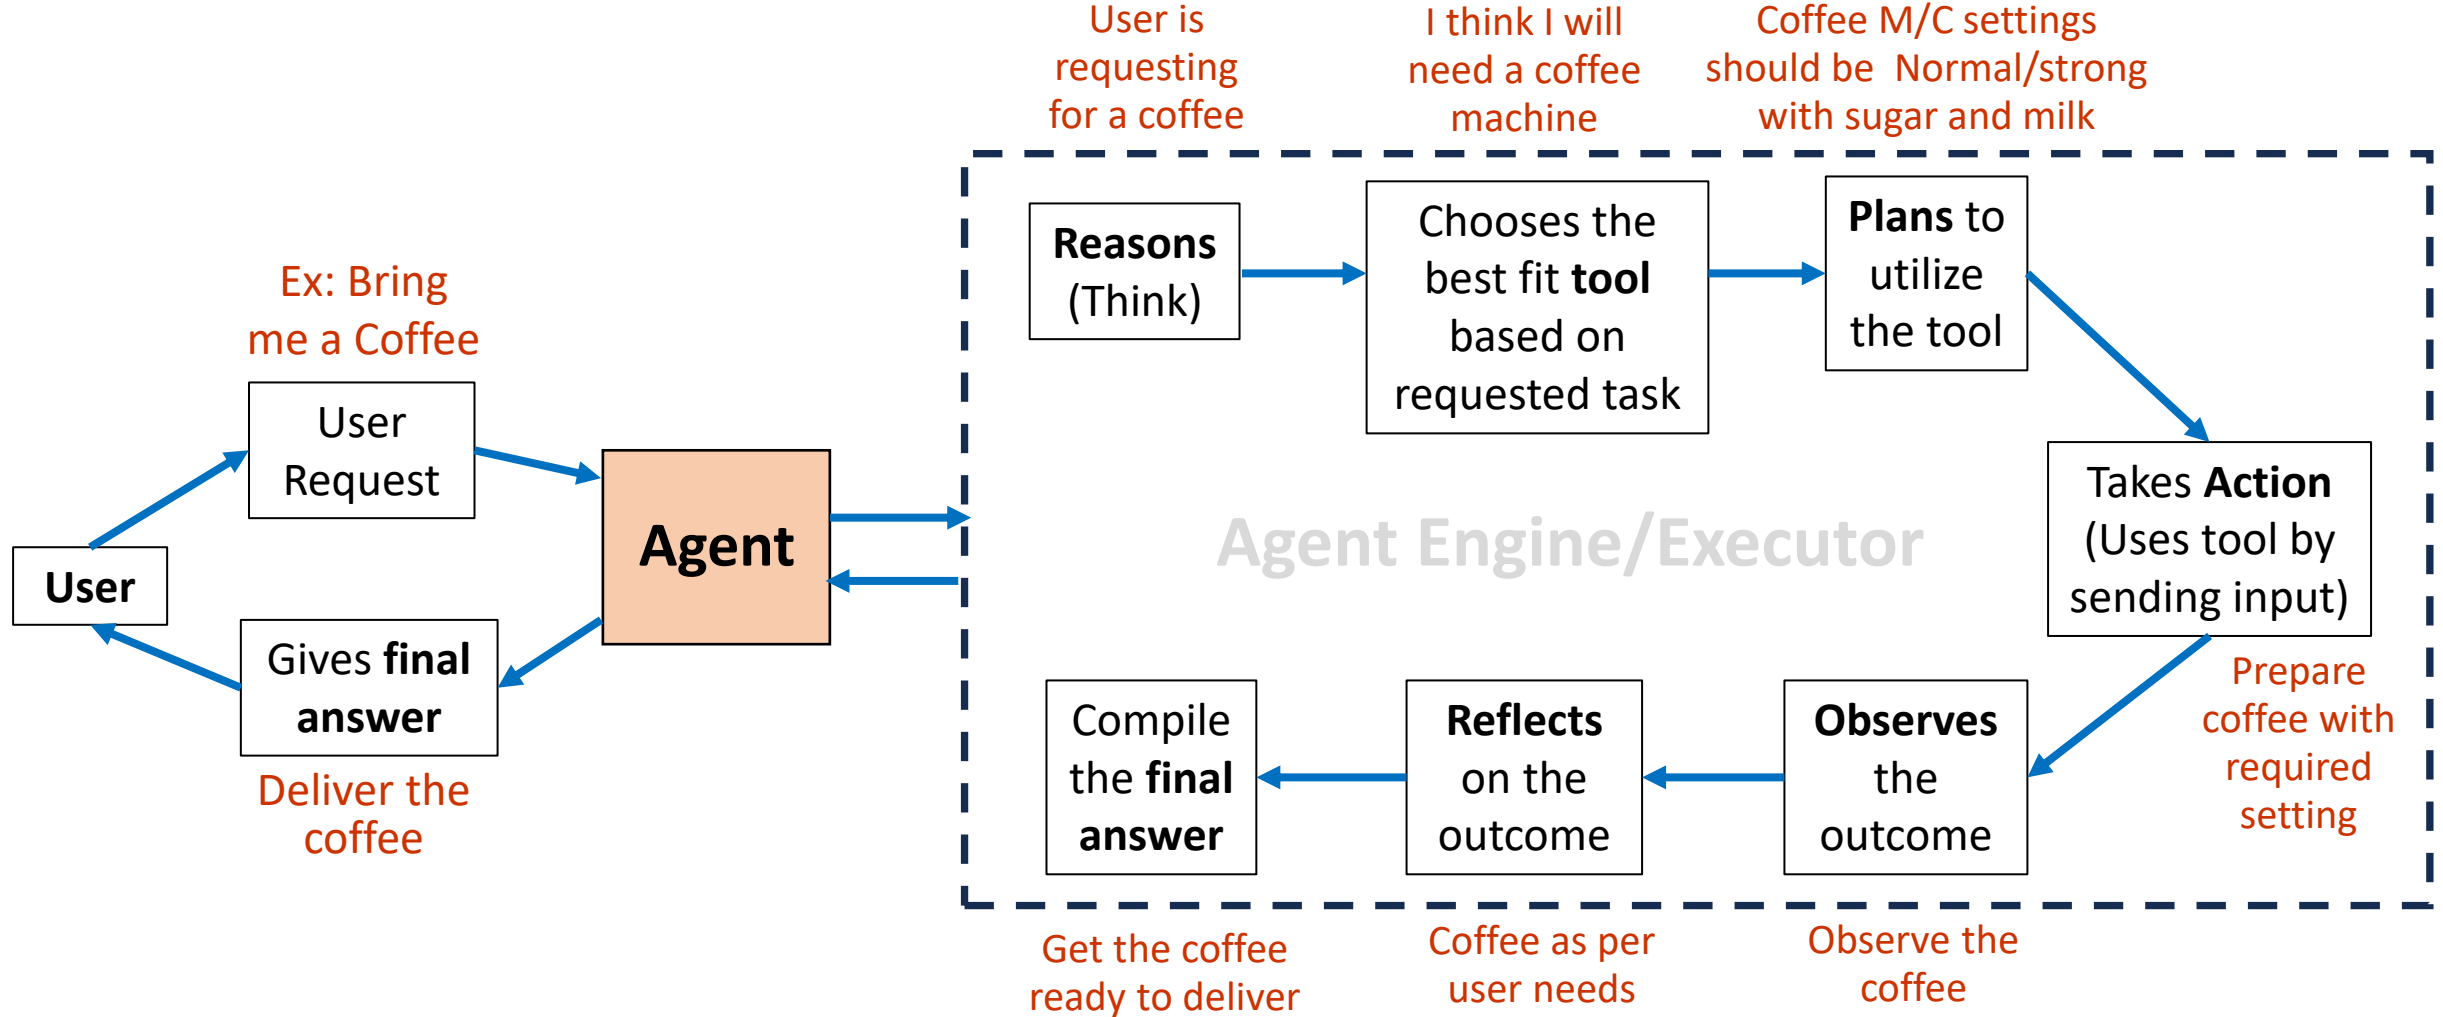 User is
requesting
for a coffee
I think I will
need a coffee
machine
Coffee M/C settings
should be  Normal/strong
with sugar and milk
Ex: Bring
me a Coffee
User
Request
User
Gives final
answer
Deliver the
coffee
Agent
Reasons
(Think)
Chooses the
best fit tool
based on
requested task
Plans to
utilize
the tool
Agent Engine/Executor
Takes Action
(Uses tool by
sending input)
Prepare
coffee with
required
setting
Observes
the
outcome
Reflects
on the
outcome
Compile
the final
answer
Get the coffee
ready to deliver
Coffee as per
user needs
Observe the
coffee